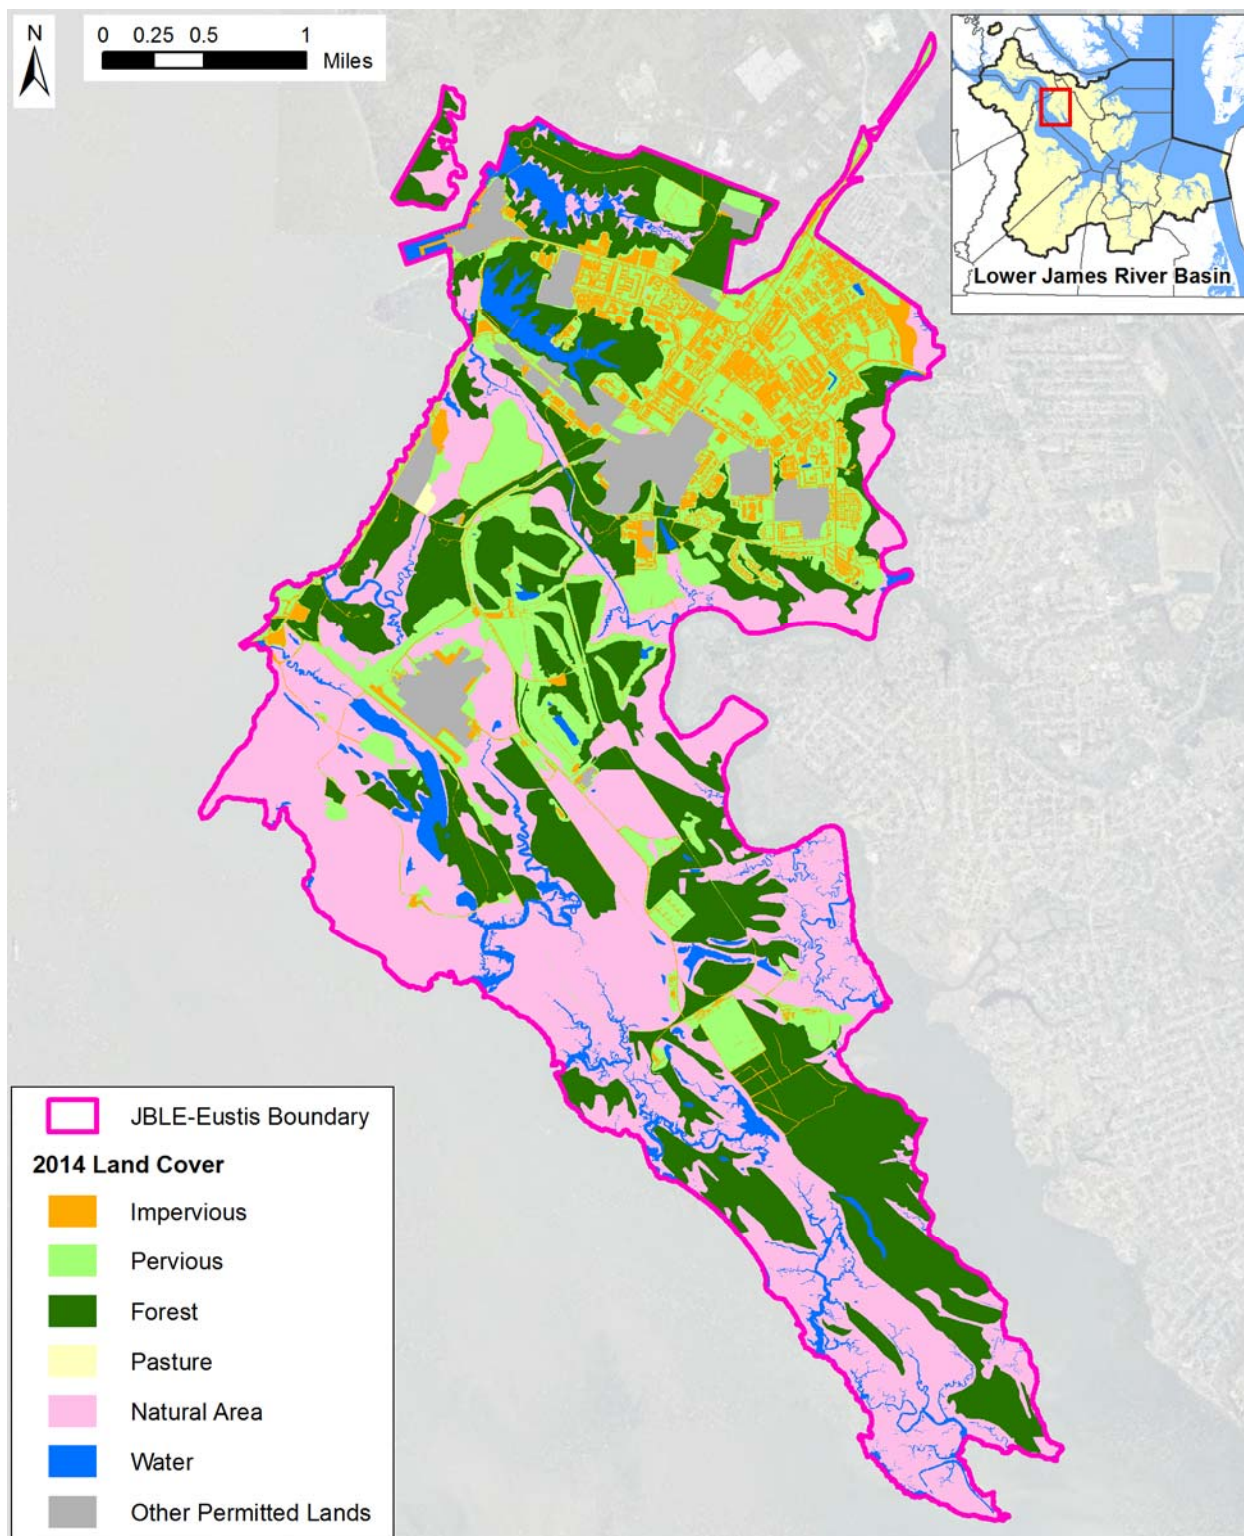 N
0 0.25 0.5 1
Miles
Lower James River Basin
JBLE-Eustis Boundary
2014 Land Cover
Impervious
Pervious
Forest
Pasture
Natural Area
Water
Other Permitted Lands